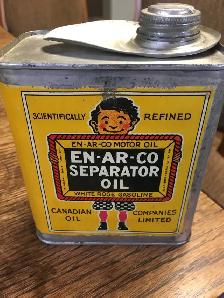 SCIENTIFICALLY REFINED
EN-AR-CO MOTOR OIL
EN-AR-CO
SEPARATOR
OIL
WHITE ROSE GASOLINE
CANADIAN COMPANIES
OIL LIMITED